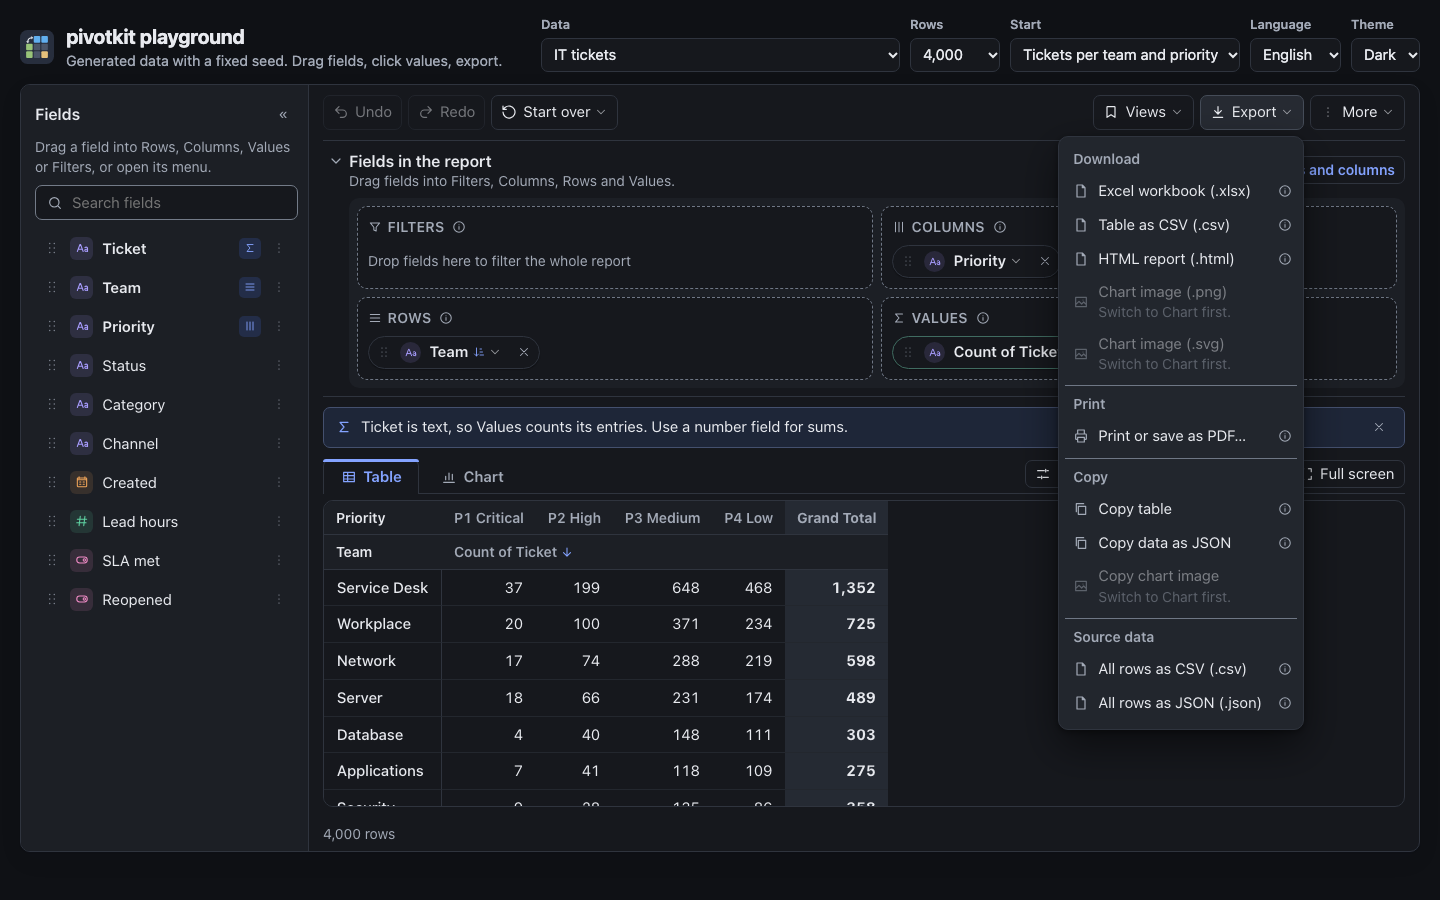 pivotkit playground
Generated data with a fixed seed. Drag fields, click values, export.
Data
IT tickets
Rows
4,000
Start
Tickets per team and priority
Language
English
Theme
Dark
Fields
«
Drag a field into Rows, Columns, Values
or Filters, or open its menu.
Search fields
Aa Ticket Σ
Aa Team
Aa Priority
Aa Status
Aa Category
Aa Channel
Created
# Lead hours
SLA met
Reopened
Undo
Redo
Start over
Views
Export
More
Fields in the report
Drag fields into Filters, Columns, Rows and Values.
and columns
FILTERS
Drop fields here to filter the whole report
COLUMNS
Aa Priority
ROWS
Aa Team
Σ VALUES
Aa Count of Ticke
Σ Ticket is text, so Values counts its entries. Use a number field for sums.
Table
Chart
Full screen
Priority P1 Critical P2 High P3 Medium P4 Low Grand Total
Team Count of Ticket ↓
Service Desk 37 199 648 468 1,352
Workplace 20 100 371 234 725
Network 17 74 288 219 598
Server 18 66 231 174 489
Database 4 40 148 111 303
Applications 7 41 118 109 275
4,000 rows
Download
Excel workbook (.xlsx)
Table as CSV (.csv)
HTML report (.html)
Chart image (.png)
Switch to Chart first.
Chart image (.svg)
Switch to Chart first.
Print
Print or save as PDF...
Copy
Copy table
Copy data as JSON
Copy chart image
Switch to Chart first.
Source data
All rows as CSV (.csv)
All rows as JSON (.json)